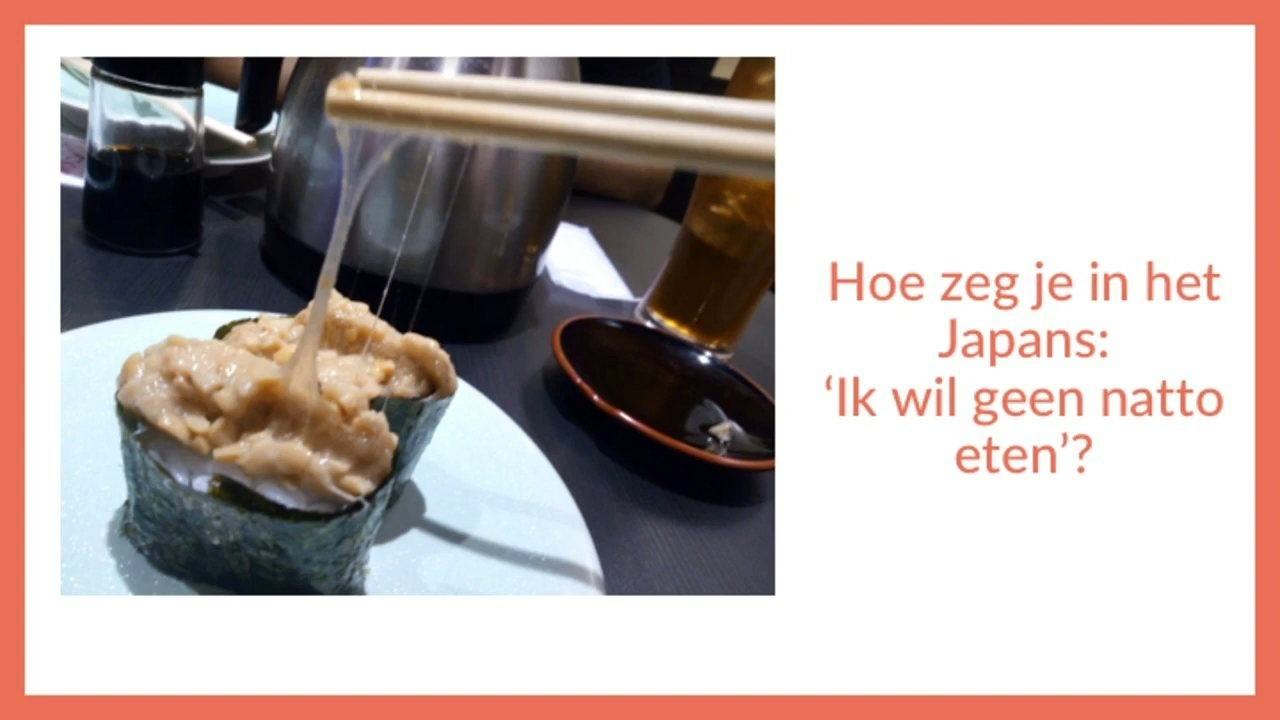 Hoe zeg je in het
Japans:
‘Ik wil geen natto
eten’?